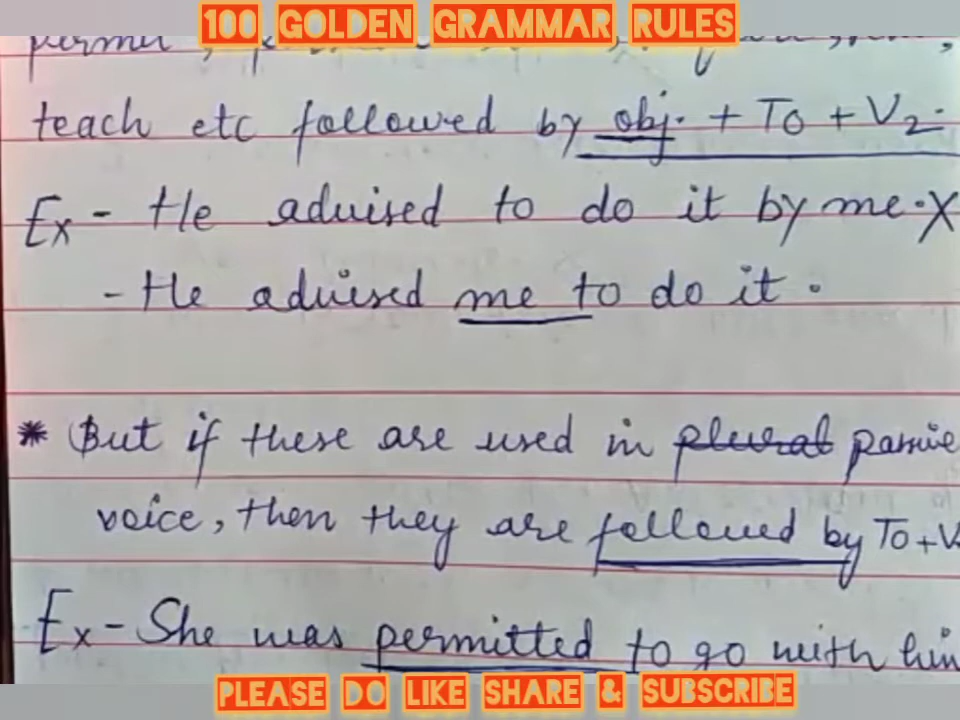 100 GOLDEN GRAMMAR RULES
teach etc followed by obj. + To + V2.
Ex - He aduised to do it by me. X
- He aduised me to do it.
* But if these are used in plural passive
voice, then they are followed by To + V
Ex - She was permitted to go with him
PLEASE DO LIKE SHARE & SUBSCRIBE